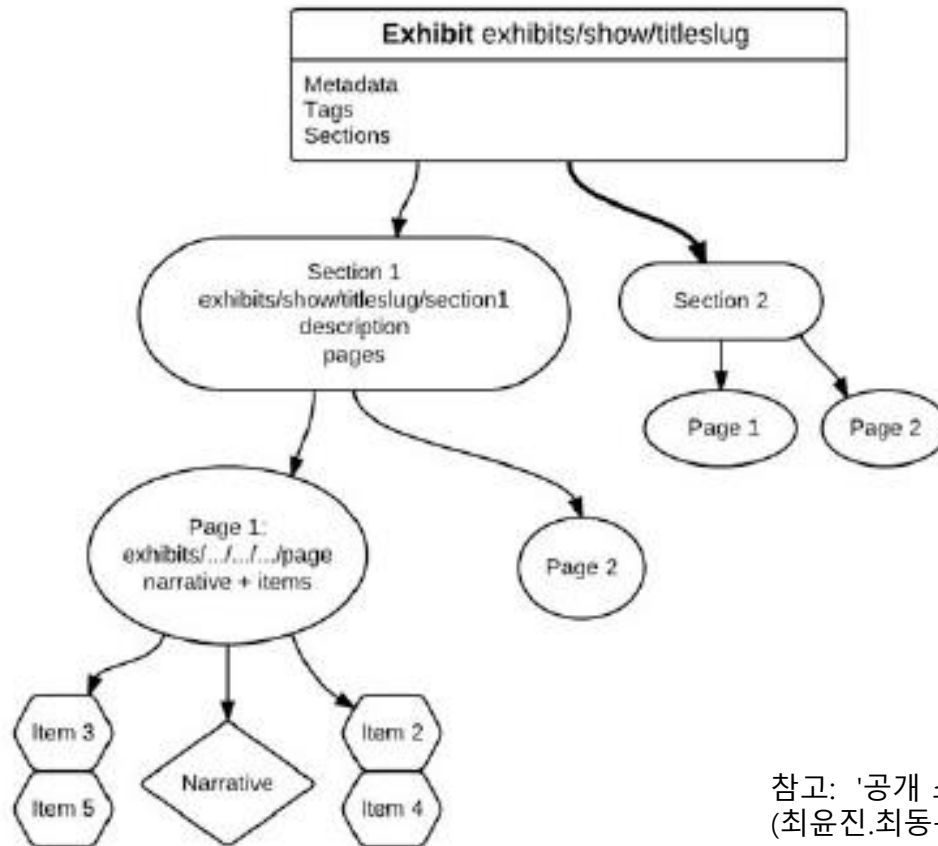 Exhibit exhibits/show/titleslug
Metadata
Tags
Sections
Section 1
exhibits/show/titleslug/section1
description
pages
Section 2
Page 1
Page 2
Page 1:
exhibits/.../.../.../page
narrative + items
Page 2
Item 3
Item 5
Narrative
Item 2
Item 4
참고: '공개
(최윤진.최동